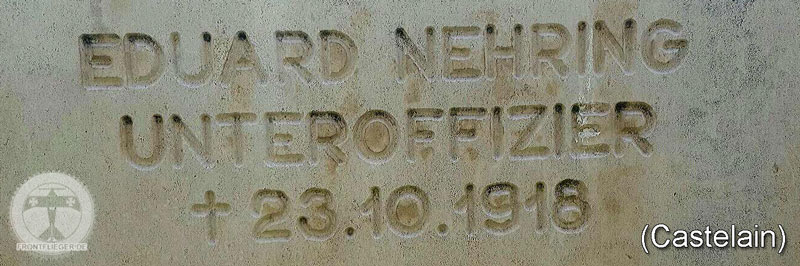 EDUARD NEHRING
UNTEROFFIZIER
† 23.10.1918
(Castelain)
FRONTFLIEGER·DE